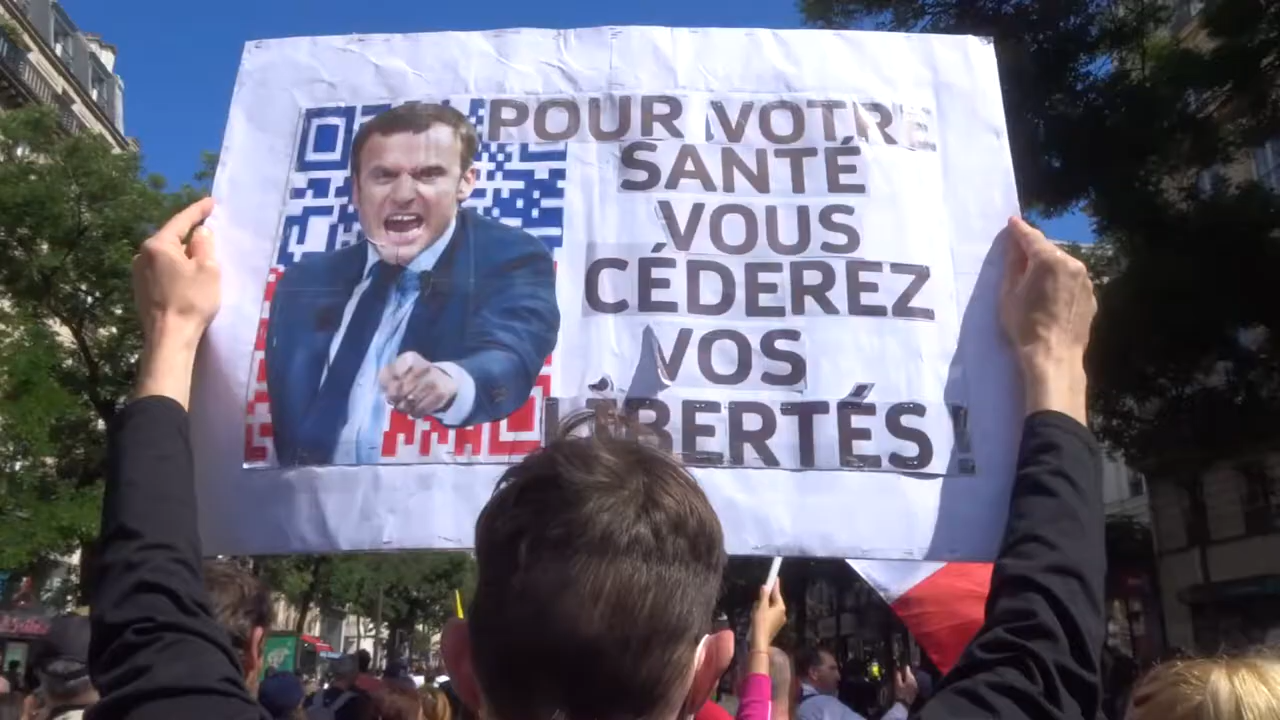 POUR VOTRE
SANTÉ
VOUS
CÉDEREZ
VOS
LIBERTÉS !